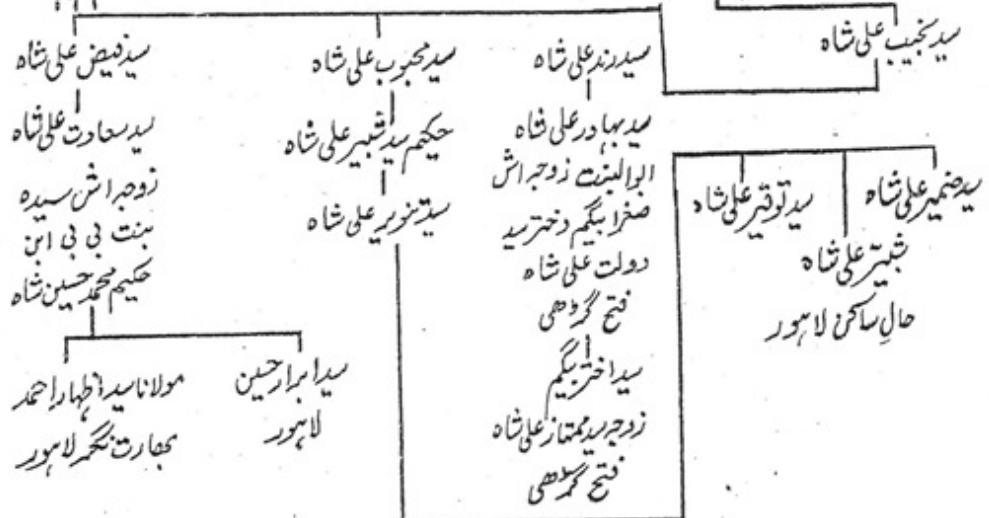 سید نجیب علی شاہ
سید رند علی شاہ
سید محبوب علی شاہ
سید فیض علی شاہ
سید بہادر علی شاہ
ابوالبنت زوجہ اش
صغرا بیگم دختر سید
دولت علی شاہ
فتح گڑھی
سید اختر بیگم
زوجہ سید ممتاز علی شاہ
فتح گڑھی
حکیم سید شبیر علی شاہ
سید تنویر علی شاہ
سید سعادت علی شاہ
زوجہ اش سیدہ
بنت بی بی ابن
حکیم محمد حسین شاہ
سید ابرار حسین
لاہور
مولانا سید اظہار احمد
بھارت نگر لاہور
سید ضمیر علی شاہ
سید توقیر علی شاہ
شبیر علی شاہ
حال ساکن لاہور